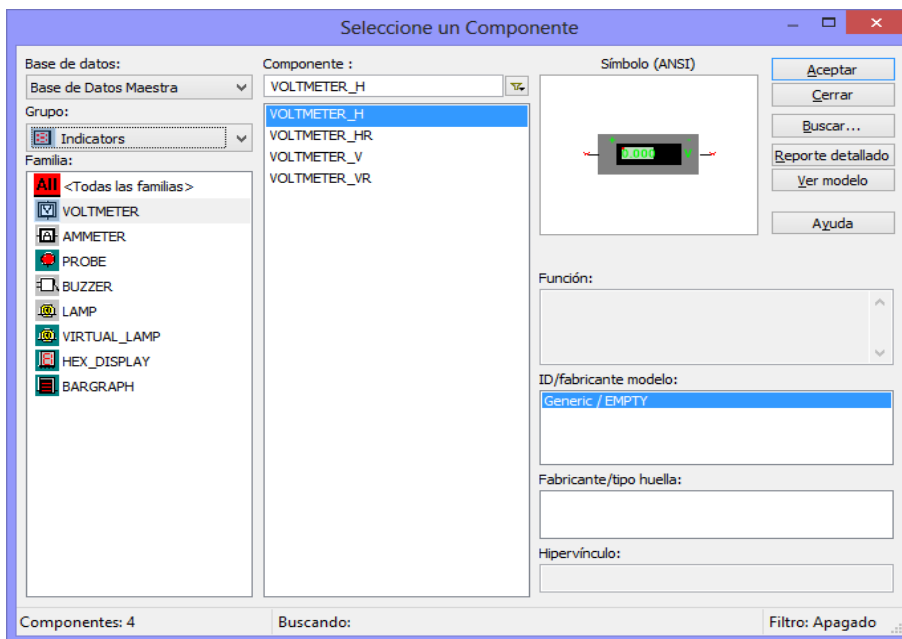 Seleccione un Componente
Base de datos:
Base de Datos Maestra
Grupo:
Indicators
Familia:
All <Todas las familias>
VOLTMETER
AMMETER
PROBE
BUZZER
LAMP
VIRTUAL_LAMP
HEX_DISPLAY
BARGRAPH
Componente :
VOLTMETER_H
VOLTMETER_H
VOLTMETER_HR
VOLTMETER_V
VOLTMETER_VR
Símbolo (ANSI)
+
0.000 V
Función:
ID/fabricante modelo:
Generic / EMPTY
Fabricante/tipo huella:
Hipervínculo:
Aceptar
Cerrar
Buscar...
Reporte detallado
Ver modelo
Ayuda
Componentes: 4
Buscando:
Filtro: Apagado